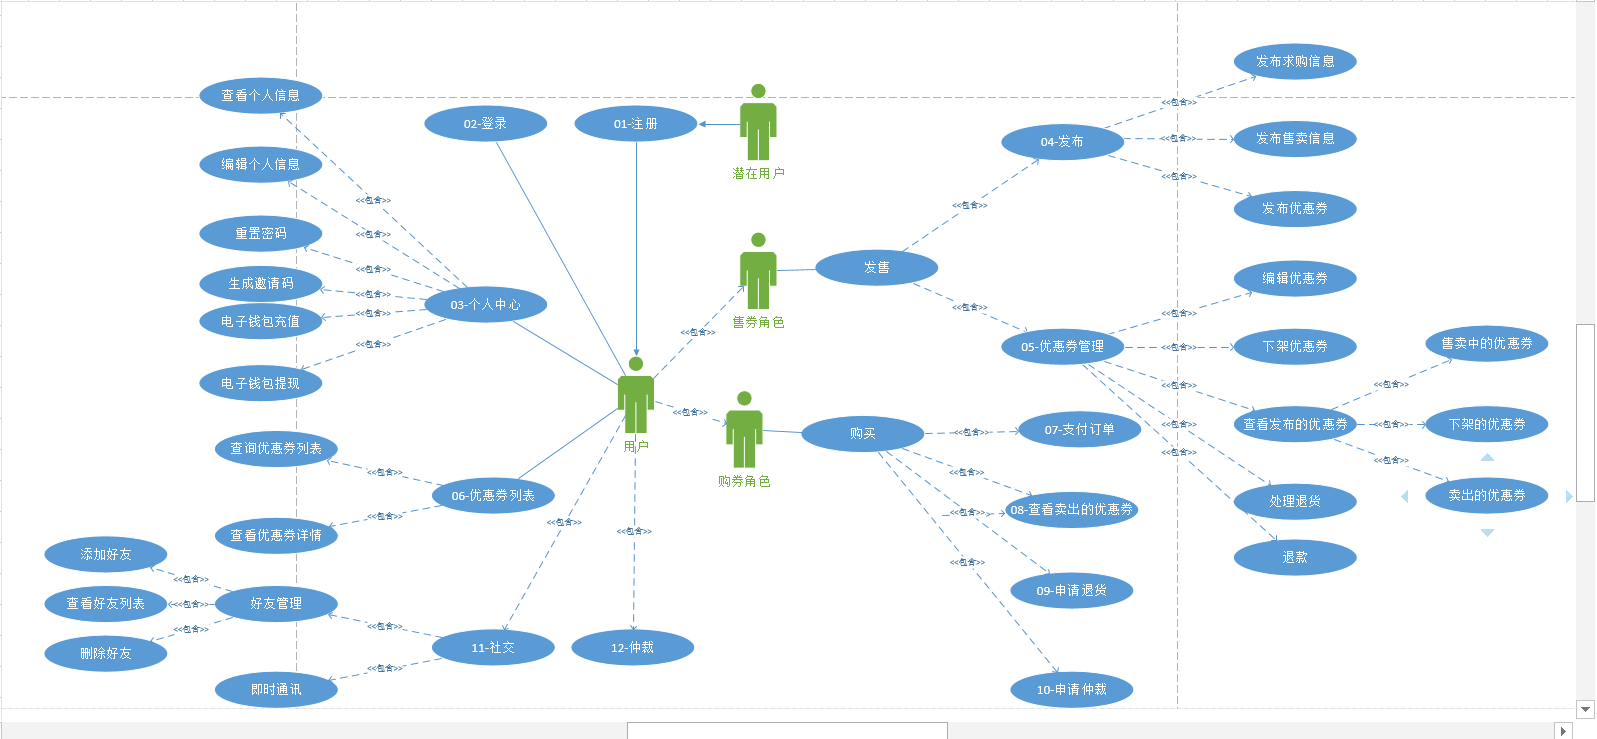 发布求购信息
查看个人信息
<<包含>>
02-登录
01-注册
04-发布
<<包含>>
发布售卖信息
编辑个人信息
潜在用户
<<包含>>
<<包含>>
<<包含>>
发布优惠券
重置密码
<<包含>>
发售
<<包含>>
编辑优惠券
生成邀请码
<<包含>>
03-个人中心
<<包含>>
<<包含>>
<<包含>>
电子钱包充值
售券角色
<<包含>>
<<包含>>
05-优惠券管理
<<包含>>
下架优惠券
售卖中的优惠券
电子钱包提现
<<包含>>
<<包含>>
<<包含>>
查看发布的优惠券
<<包含>>
下架的优惠券
<<包含>>
购买
<<包含>>
07-支付订单
查询优惠券列表
用户
<<包含>>
<<包含>>
<<包含>>
购券角色
06-优惠券列表
卖出的优惠券
处理退货
<<包含>>
<<包含>>
08-查看卖出的优惠券
<<包含>>
<<包含>>
<<包含>>
查看优惠券详情
添加好友
退款
<<包含>>
<<包含>>
09-申请退货
查看好友列表
<<包含>>
好友管理
<<包含>>
<<包含>>
删除好友
11-社交
12-仲裁
<<包含>>
即时通讯
10-申请仲裁